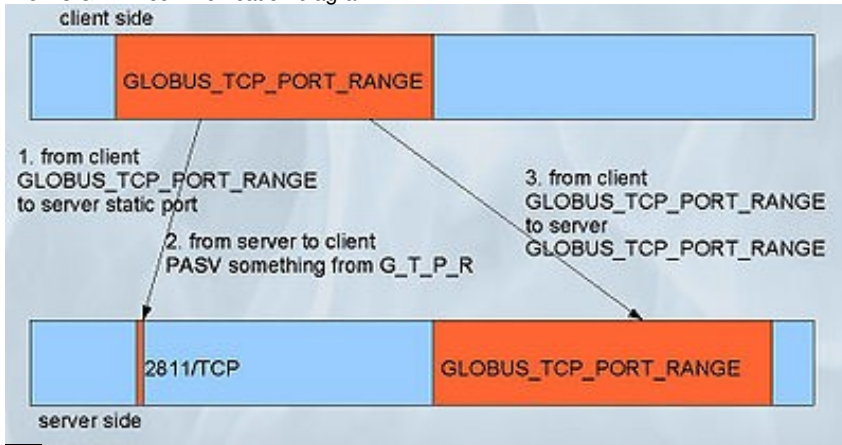 client side
GLOBUS_TCP_PORT_RANGE
1. from client
GLOBUS_TCP_PORT_RANGE
to server static port
2. from server to client
PASV something from G_T_P_R
3. from client
GLOBUS_TCP_PORT_RANGE
to server
GLOBUS_TCP_PORT_RANGE
2811/TCP
GLOBUS_TCP_PORT_RANGE
server side